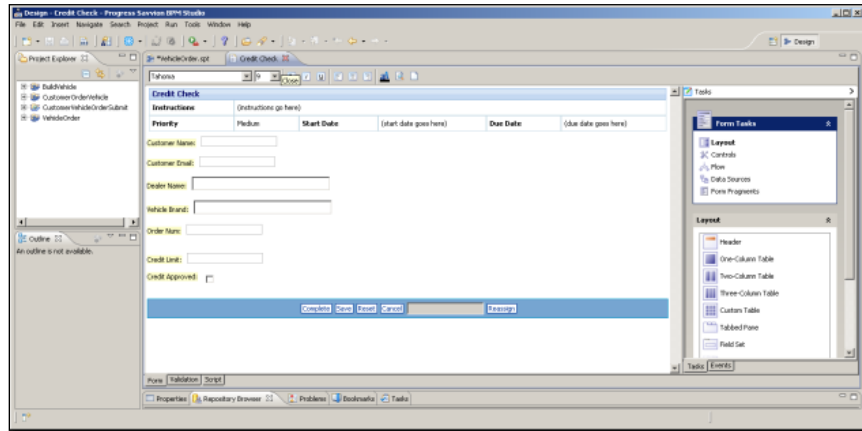 Design - Credit Check - Progress Savvion BPM Studio
File Edit Insert Navigate Search Project Run Tools Window Help
Design
Project Explorer
*VehicleOrder.spt
Credit Check
Tahoma
9
Close
BuildVehicle
CustomerOrderVehicle
CustomerVehicleOrderSubmit
VehicleOrder
Outline
An outline is not available.
Credit Check
Instructions (instructions go here)
Priority Medium Start Date (start date goes here) Due Date (due date goes here)
Customer Name:
Customer Email:
Dealer Name:
Vehicle Brand:
Order Num:
Credit Limit:
Credit Approved:
Complete Save Reset Cancel Reassign
Form Validation Script
Tasks
Form Tasks
Layout
Controls
Flow
Data Sources
Form Fragments
Layout
Header
One-Column Table
Two-Column Table
Three-Column Table
Custom Table
Tabbed Pane
Field Set
Tasks Events
Properties Repository Browser Problems Bookmarks Tasks